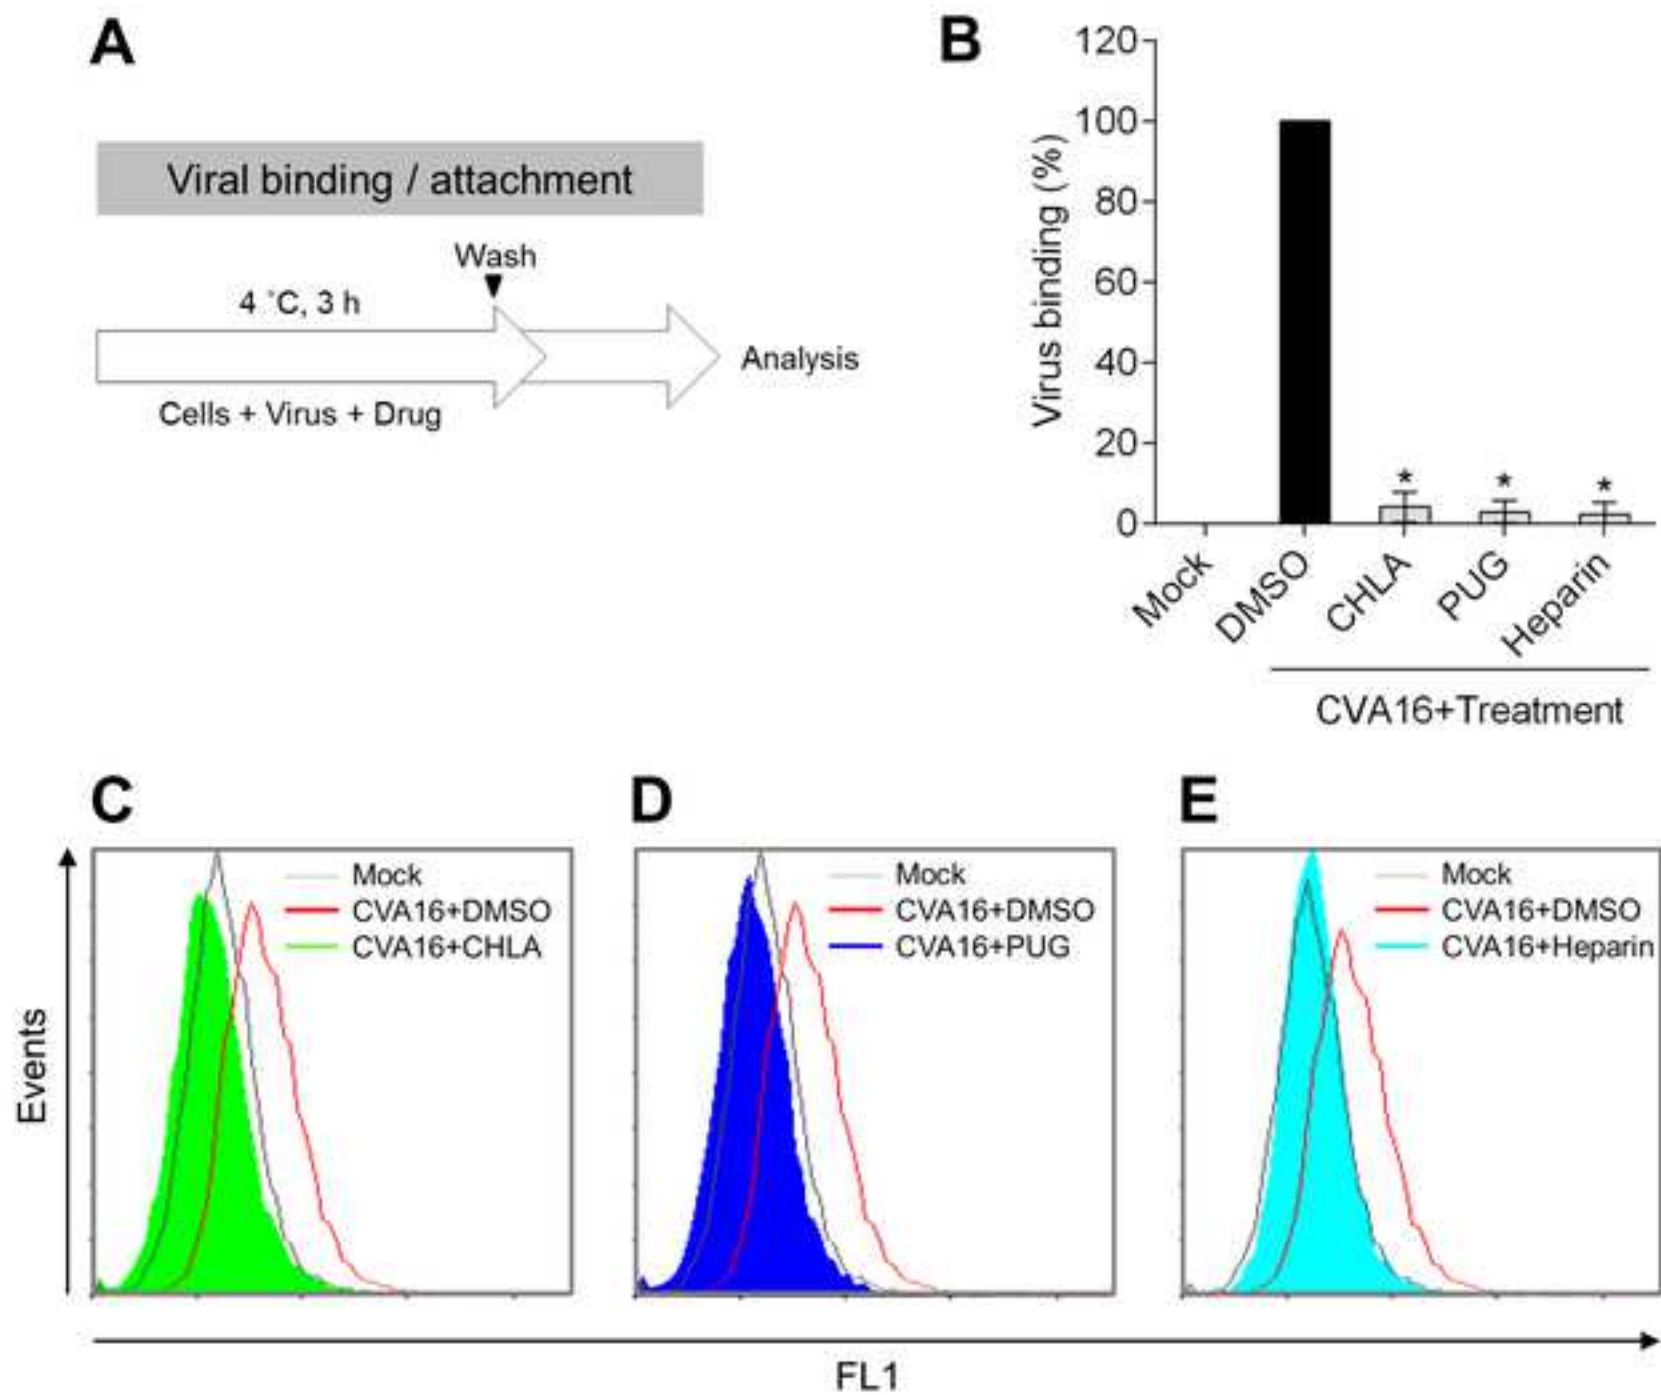 A
Viral binding / attachment
Wash
4 ˚C, 3 h
Cells + Virus + Drug
Analysis
B
Virus binding (%)
120
100
80
60
40
20
0
*
*
*
Mock
DMSO
CHLA
PUG
Heparin
CVA16+Treatment
C
Mock
CVA16+DMSO
CVA16+CHLA
D
Mock
CVA16+DMSO
CVA16+PUG
E
Mock
CVA16+DMSO
CVA16+Heparin
Events
FL1